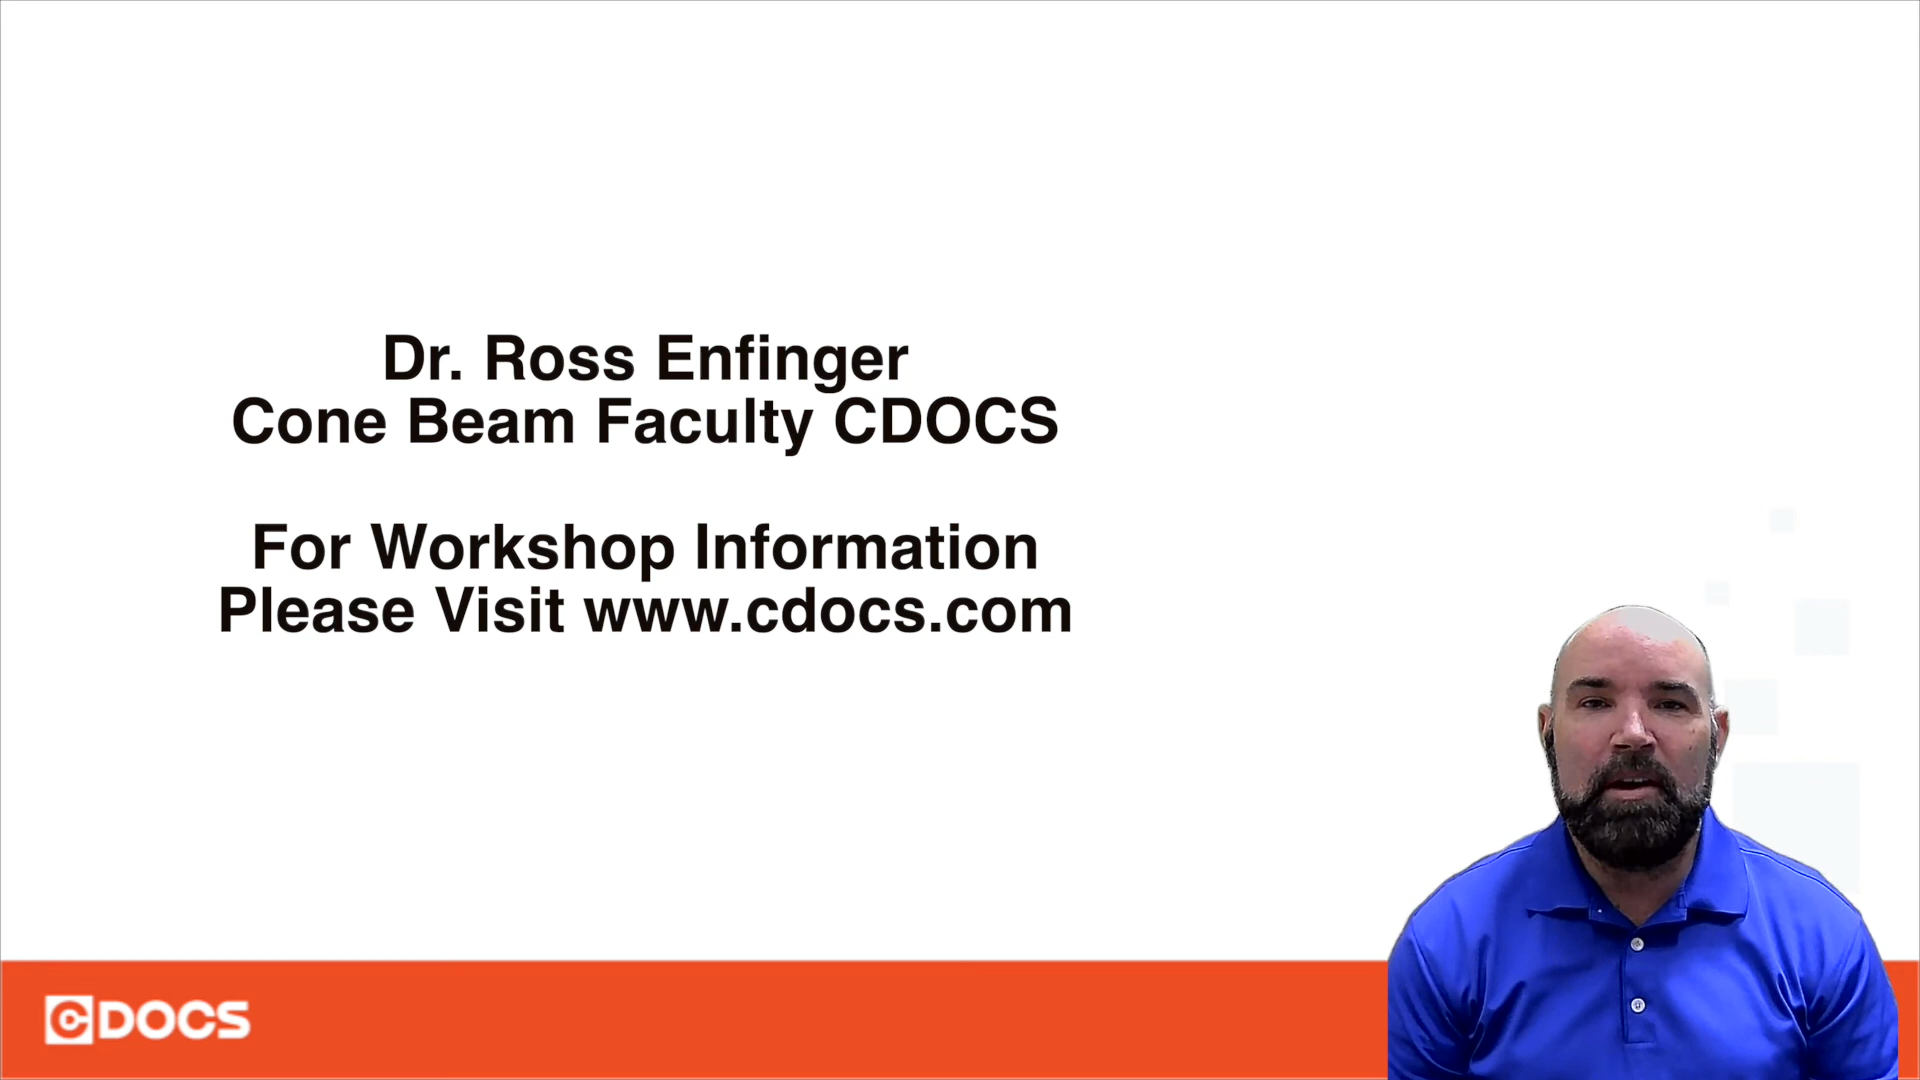 Dr. Ross Enfinger
Cone Beam Faculty CDOCS
For Workshop Information
Please Visit www.cdocs.com
CDOCS